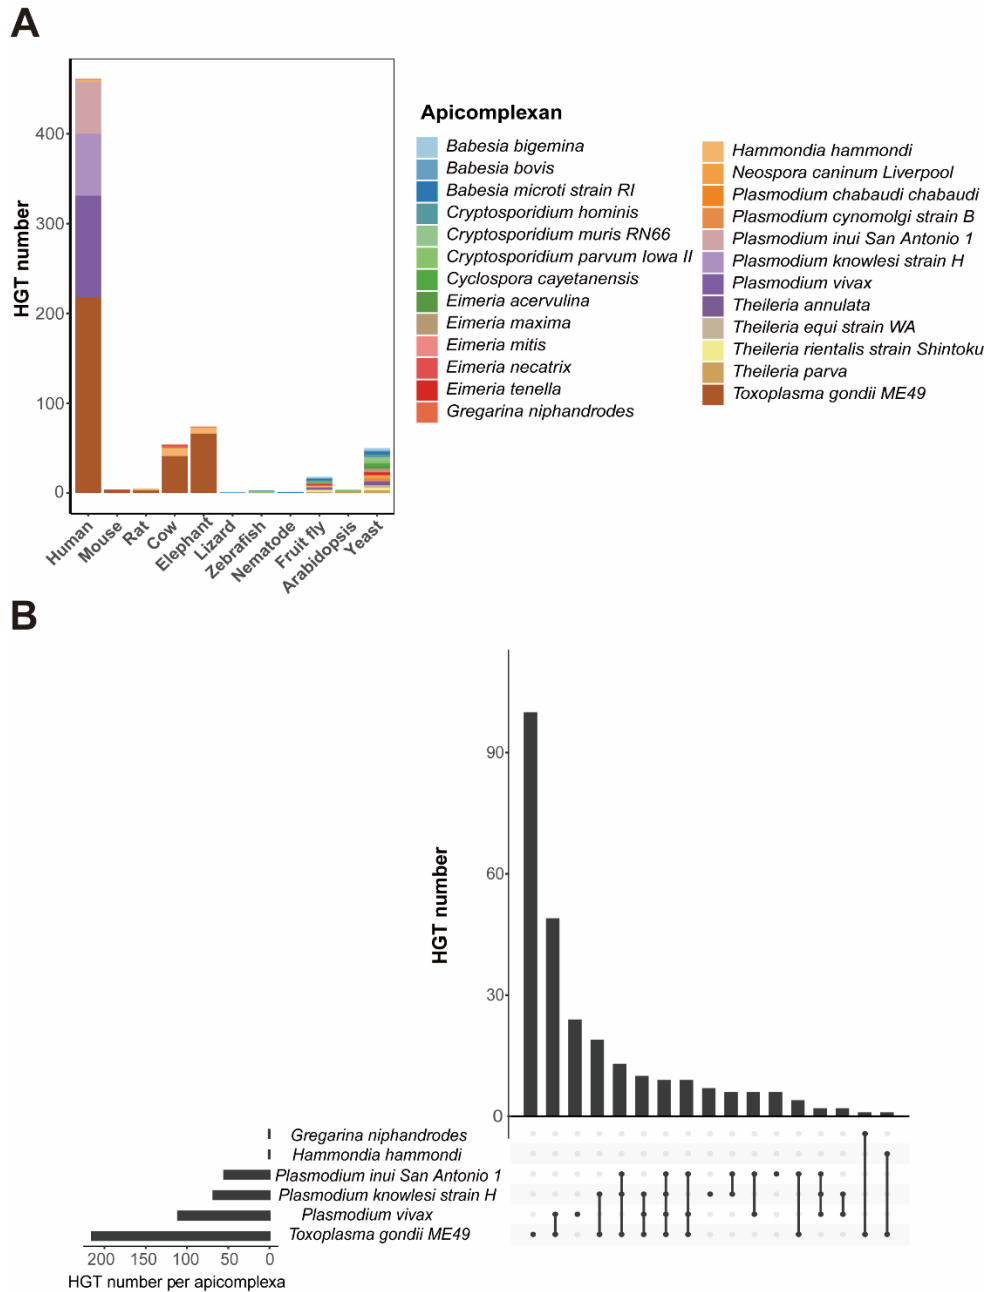 A
HGT number
400
300
200
100
0
Human
Mouse
Rat
Cow
Elephant
Lizard
Zebrafish
Nematode
Fruit fly
Arabidopsis
Yeast
Apicomplexan
Babesia bigemina
Babesia bovis
Babesia microti strain RI
Cryptosporidium hominis
Cryptosporidium muris RN66
Cryptosporidium parvum Iowa II
Cyclospora cayetanensis
Eimeria acervulina
Eimeria maxima
Eimeria mitis
Eimeria necatrix
Eimeria tenella
Gregarina niphandrodes
Hammondia hammondi
Neospora caninum Liverpool
Plasmodium chabaudi chabaudi
Plasmodium cynomolgi strain B
Plasmodium inui San Antonio 1
Plasmodium knowlesi strain H
Plasmodium vivax
Theileria annulata
Theileria equi strain WA
Theileria rientalis strain Shintoku
Theileria parva
Toxoplasma gondii ME49
B
HGT number
90
60
30
0
Gregarina niphandrodes
Hammondia hammondi
Plasmodium inui San Antonio 1
Plasmodium knowlesi strain H
Plasmodium vivax
Toxoplasma gondii ME49
200 150 100 50 0
HGT number per apicomplexa